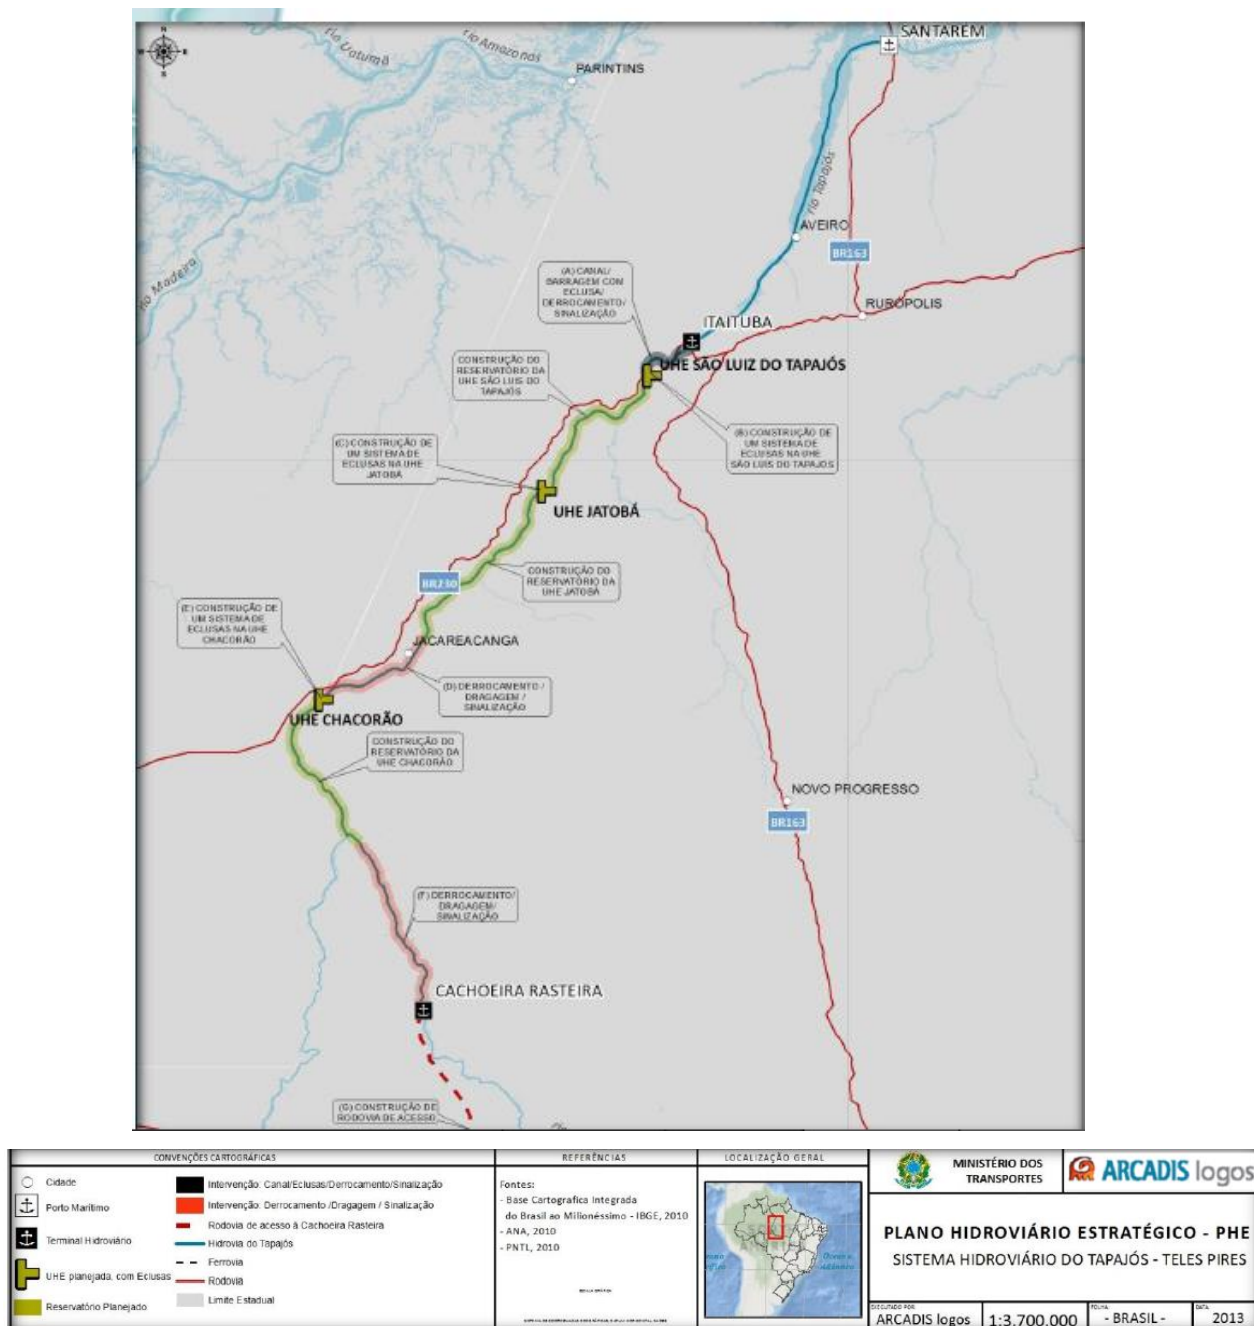 N
SANTARÉM
rio Uatumã
rio Amazonas
PARINTINS
rio Tapajós
AVEIRO
BR163
rio Madeira
(A) CANAL/
BARRAGEM COM
ECLUSA/
DERROCAMENTO/
SINALIZAÇÃO
RURÓPOLIS
ITAITUBA
CONSTRUÇÃO DO
RESERVATÓRIO DA
UHE SÃO LUIS DO
TAPAJÓS
UHE SÃO LUIZ DO TAPAJÓS
(C) CONSTRUÇÃO DE
UM SISTEMA DE
ECLUSAS NA UHE
JATOBÁ
(B) CONSTRUÇÃO DE
UM SISTEMA DE
ECLUSAS NA UHE
SÃO LUIS DO TAPAJÓS
UHE JATOBÁ
BR230
CONSTRUÇÃO DO
RESERVATÓRIO DA
UHE JATOBÁ
(E) CONSTRUÇÃO DE
UM SISTEMA DE
ECLUSAS NA UHE
CHACORÃO
JACAREACANGA
(D) DERROCAMENTO /
DRAGAGEM /
SINALIZAÇÃO
UHE CHACORÃO
CONSTRUÇÃO DO
RESERVATÓRIO DA
UHE CHACORÃO
NOVO PROGRESSO
BR163
(F) DERROCAMENTO/
DRAGAGEM/
SINALIZAÇÃO
CACHOEIRA RASTEIRA
(G) CONSTRUÇÃO DE
RODOVIA DE ACESSO
CONVENÇÕES CARTOGRÁFICAS
Cidade
Porto Marítimo
Terminal Hidroviário
UHE planejada, com Eclusas
Reservatório Planejado
Intervenção: Canal/Eclusas/Derrocamento/Sinalização
Intervenção: Derrocamento /Dragagem / Sinalização
Rodovia de acesso à Cachoeira Rasteira
Hidrovia do Tapajós
Ferrovia
Rodovia
Limite Estadual
REFERÊNCIAS
Fontes:
- Base Cartografica Integrada
do Brasil ao Milionéssimo - IBGE, 2010
- ANA, 2010
- PNTL, 2010
LOCALIZAÇÃO GERAL
MINISTÉRIO DOS
TRANSPORTES
ARCADIS logos
PLANO HIDROVIÁRIO ESTRATÉGICO - PHE
SISTEMA HIDROVIÁRIO DO TAPAJÓS - TELES PIRES
EXECUTADO POR
ARCADIS logos
1:3.700.000
FOLHA
- BRASIL -
DATA
2013